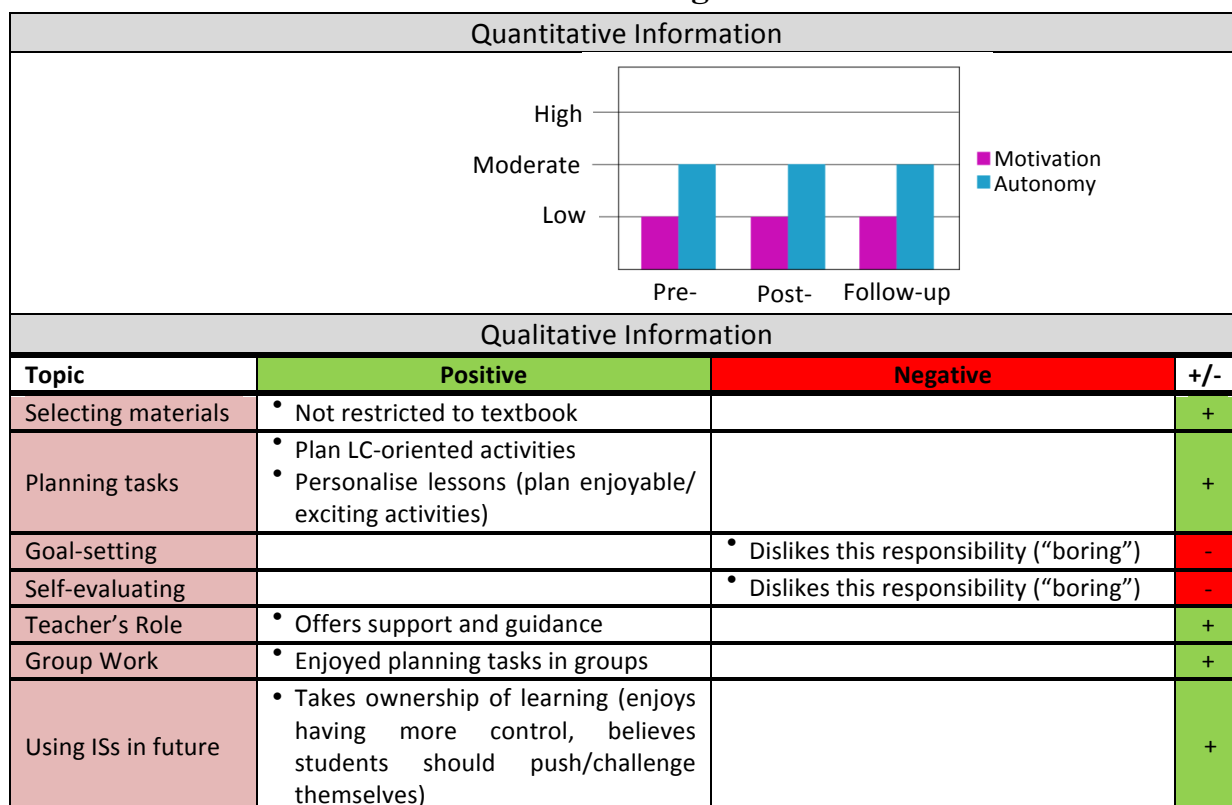 Quantitative Information
High
Moderate
Low
Motivation
Autonomy
Pre- Post- Follow-up
Qualitative Information
Topic Positive Negative +/-
Selecting materials • Not restricted to textbook +
Planning tasks • Plan LC-oriented activities
• Personalise lessons (plan enjoyable/
exciting activities) +
Goal-setting • Dislikes this responsibility (“boring”) -
Self-evaluating • Dislikes this responsibility (“boring”) -
Teacher’s Role • Offers support and guidance +
Group Work • Enjoyed planning tasks in groups +
Using ISs in future • Takes ownership of learning (enjoys
having more control, believes
students should push/challenge
themselves) +